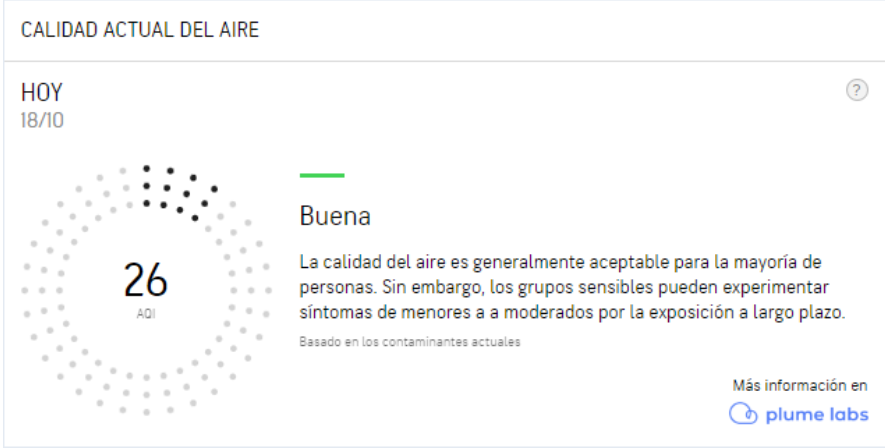 CALIDAD ACTUAL DEL AIRE
HOY
?
18/10
26
AQI
Buena
La calidad del aire es generalmente aceptable para la mayoría de
personas. Sin embargo, los grupos sensibles pueden experimentar
síntomas de menores a a moderados por la exposición a largo plazo.
Basado en los contaminantes actuales
Más información en
plume labs